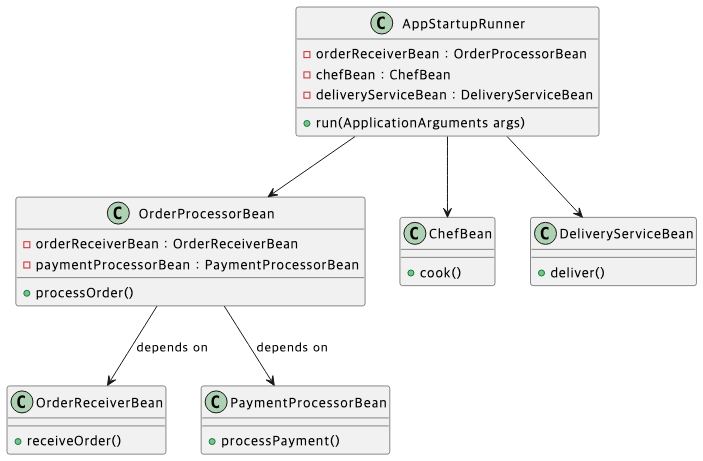 C AppStartupRunner
orderReceiverBean : OrderProcessorBean
chefBean : ChefBean
deliveryServiceBean : DeliveryServiceBean
run(ApplicationArguments args)
C OrderProcessorBean
orderReceiverBean : OrderReceiverBean
paymentProcessorBean : PaymentProcessorBean
processOrder()
C ChefBean
cook()
C DeliveryServiceBean
deliver()
depends on
depends on
C OrderReceiverBean
receiveOrder()
C PaymentProcessorBean
processPayment()